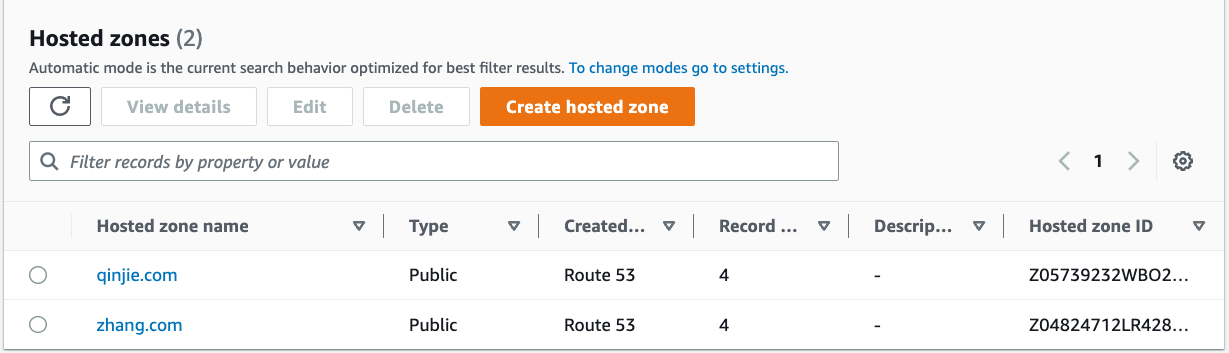 Hosted zones (2)
Automatic mode is the current search behavior optimized for best filter results. To change modes go to settings.
View details Edit Delete Create hosted zone
Filter records by property or value 1
Hosted zone name Type Created... Record ... Descrip... Hosted zone ID
qinjie.com Public Route 53 4 - Z05739232WBO2...
zhang.com Public Route 53 4 - Z04824712LR428...